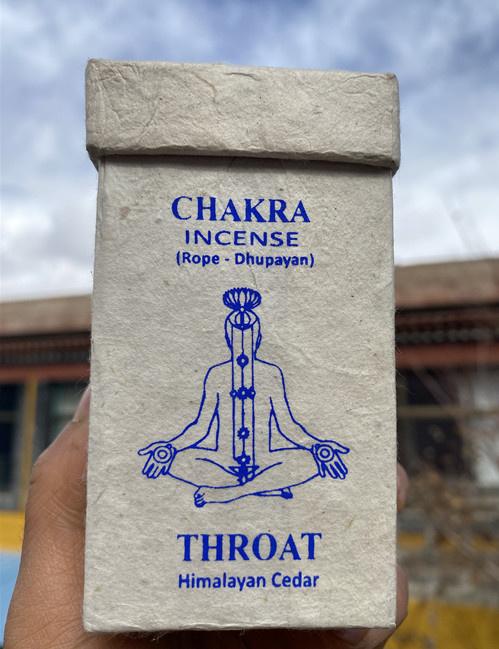 CHAKRA
INCENSE
(Rope - Dhupayan)
THROAT
Himalayan Cedar